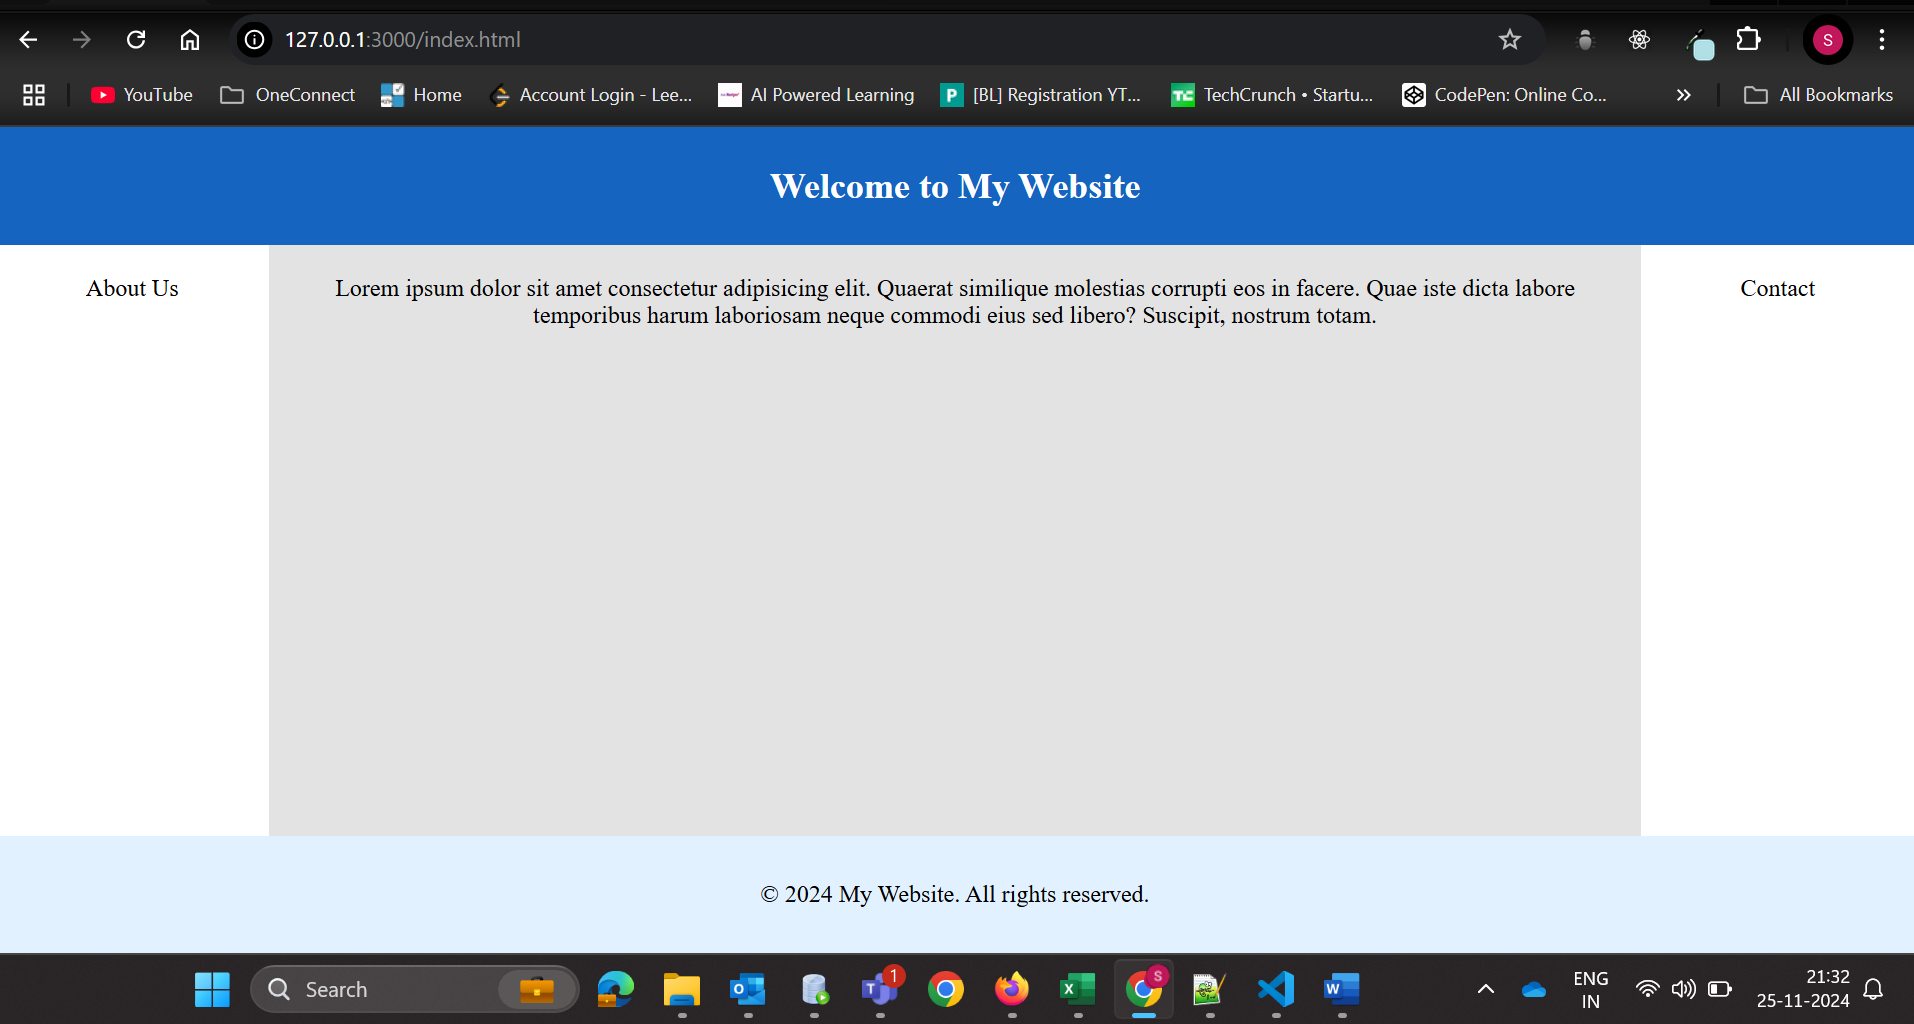 127.0.0.1:3000/index.html
S
YouTube
OneConnect
Home
Account Login - Lee...
AI Powered Learning
P
[BL] Registration YT...
TechCrunch • Startu...
CodePen: Online Co...
All Bookmarks
Welcome to My Website
About Us
Lorem ipsum dolor sit amet consectetur adipisicing elit. Quaerat similique molestias corrupti eos in facere. Quae iste dicta labore
temporibus harum laboriosam neque commodi eius sed libero? Suscipit, nostrum totam.
Contact
© 2024 My Website. All rights reserved.
Search
O
T
1
X
S
W
ENG
IN
21:32
25-11-2024